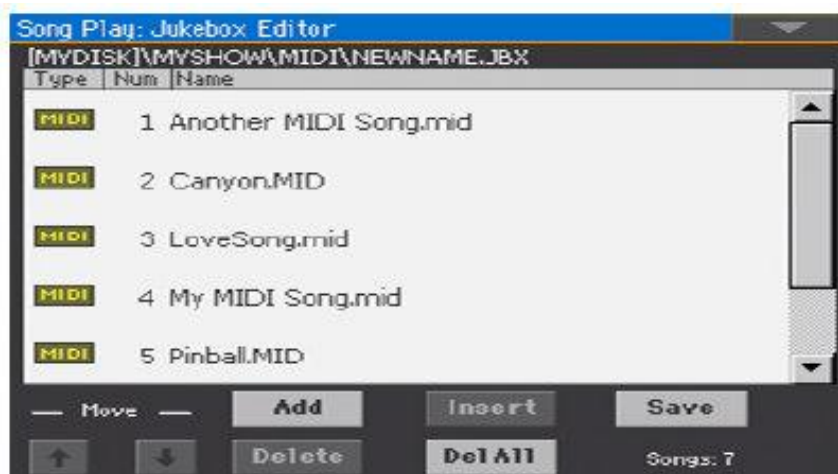 Song Play: Jukebox Editor
[MYDISK]\MYSHOW\MIDI\NEWNAME.JBX
Type Num Name
MIDI 1 Another MIDI Song.mid
MIDI 2 Canyon.MID
MIDI 3 LoveSong.mid
MIDI 4 My MIDI Song.mid
MIDI 5 Pinball.MID
— Move — Add Insert Save
Delete Del All Songs: 7